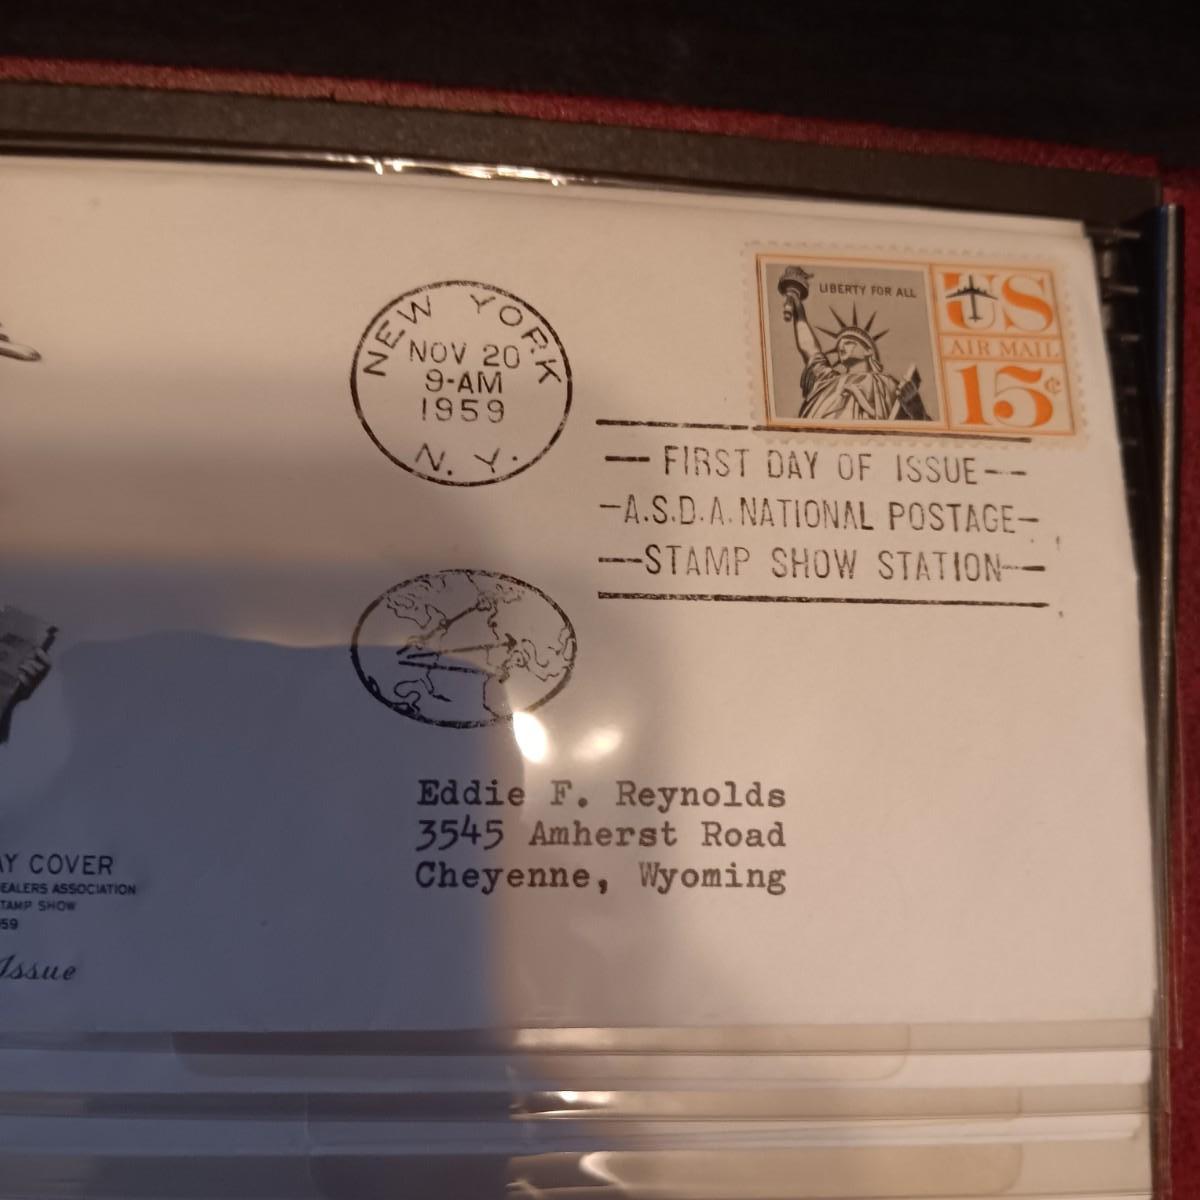 NEW YORK
NOV 20
9-AM
1959
N. Y.
LIBERTY FOR ALL
US
AIR MAIL
15¢
FIRST DAY OF ISSUE
A.S.D.A. NATIONAL POSTAGE
STAMP SHOW STATION
Eddie F. Reynolds
3545 Amherst Road
Cheyenne, Wyoming
AY COVER
EALERS ASSOCIATION
TAMP SHOW
59
Issue